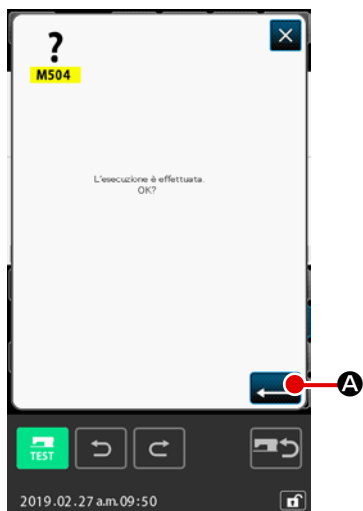 ?
M504
L'esecuzione è effettuata.
OK?
A
TEST
2019.02.27 a.m.09:50